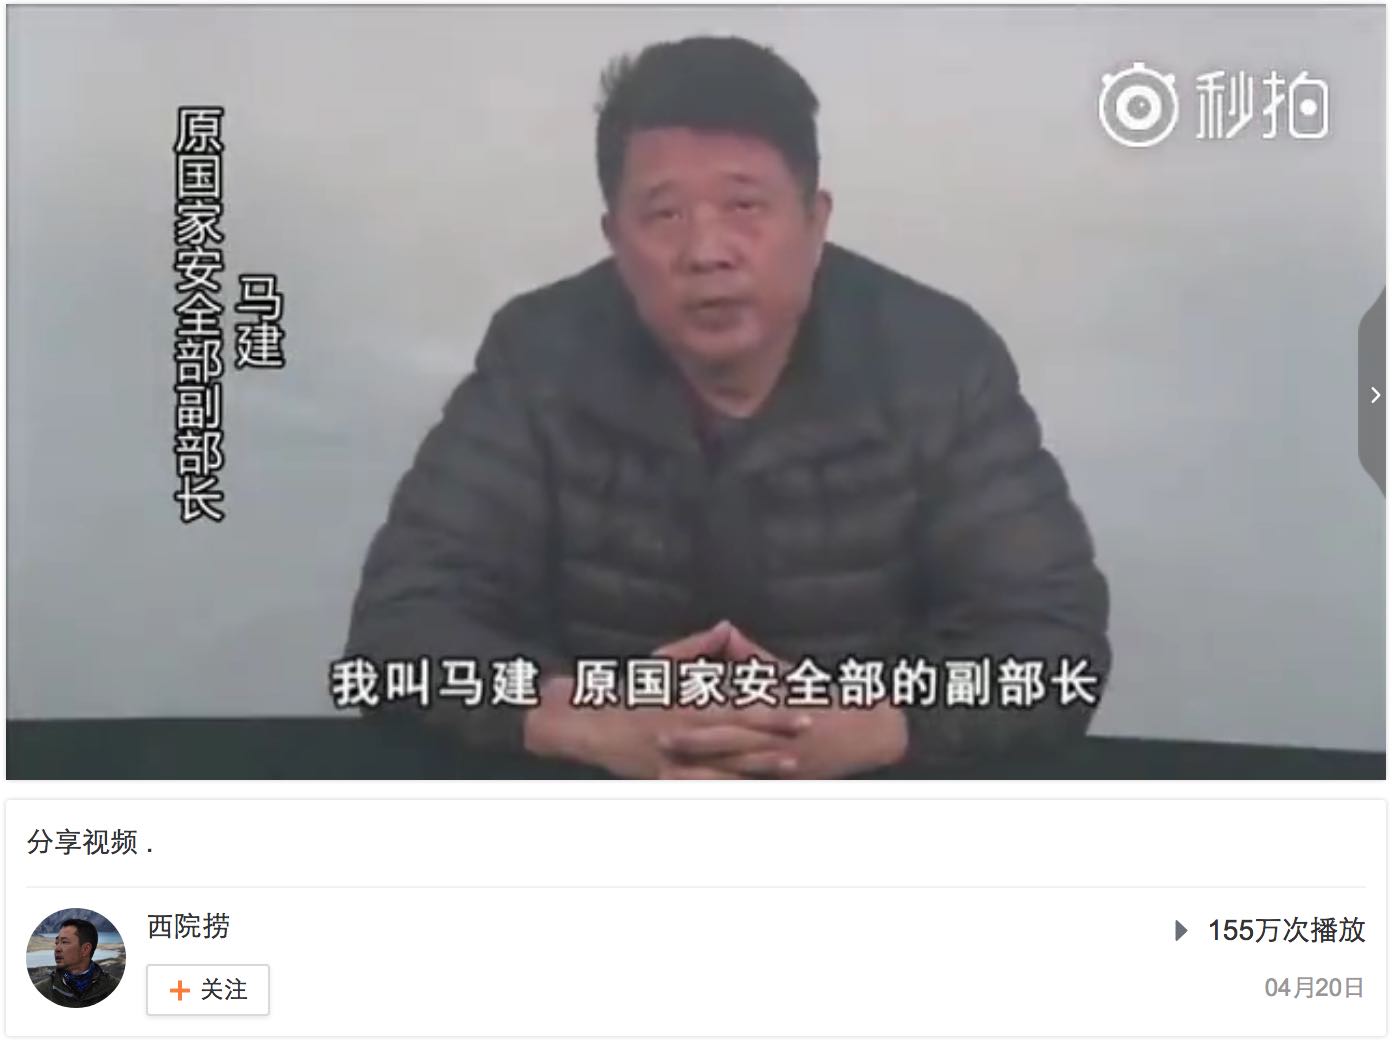 秒拍
原国家安全部副部长
马建
我叫马建 原国家安全部的副部长
分享视频 .
西院捞
155万次播放
+ 关注
04月20日